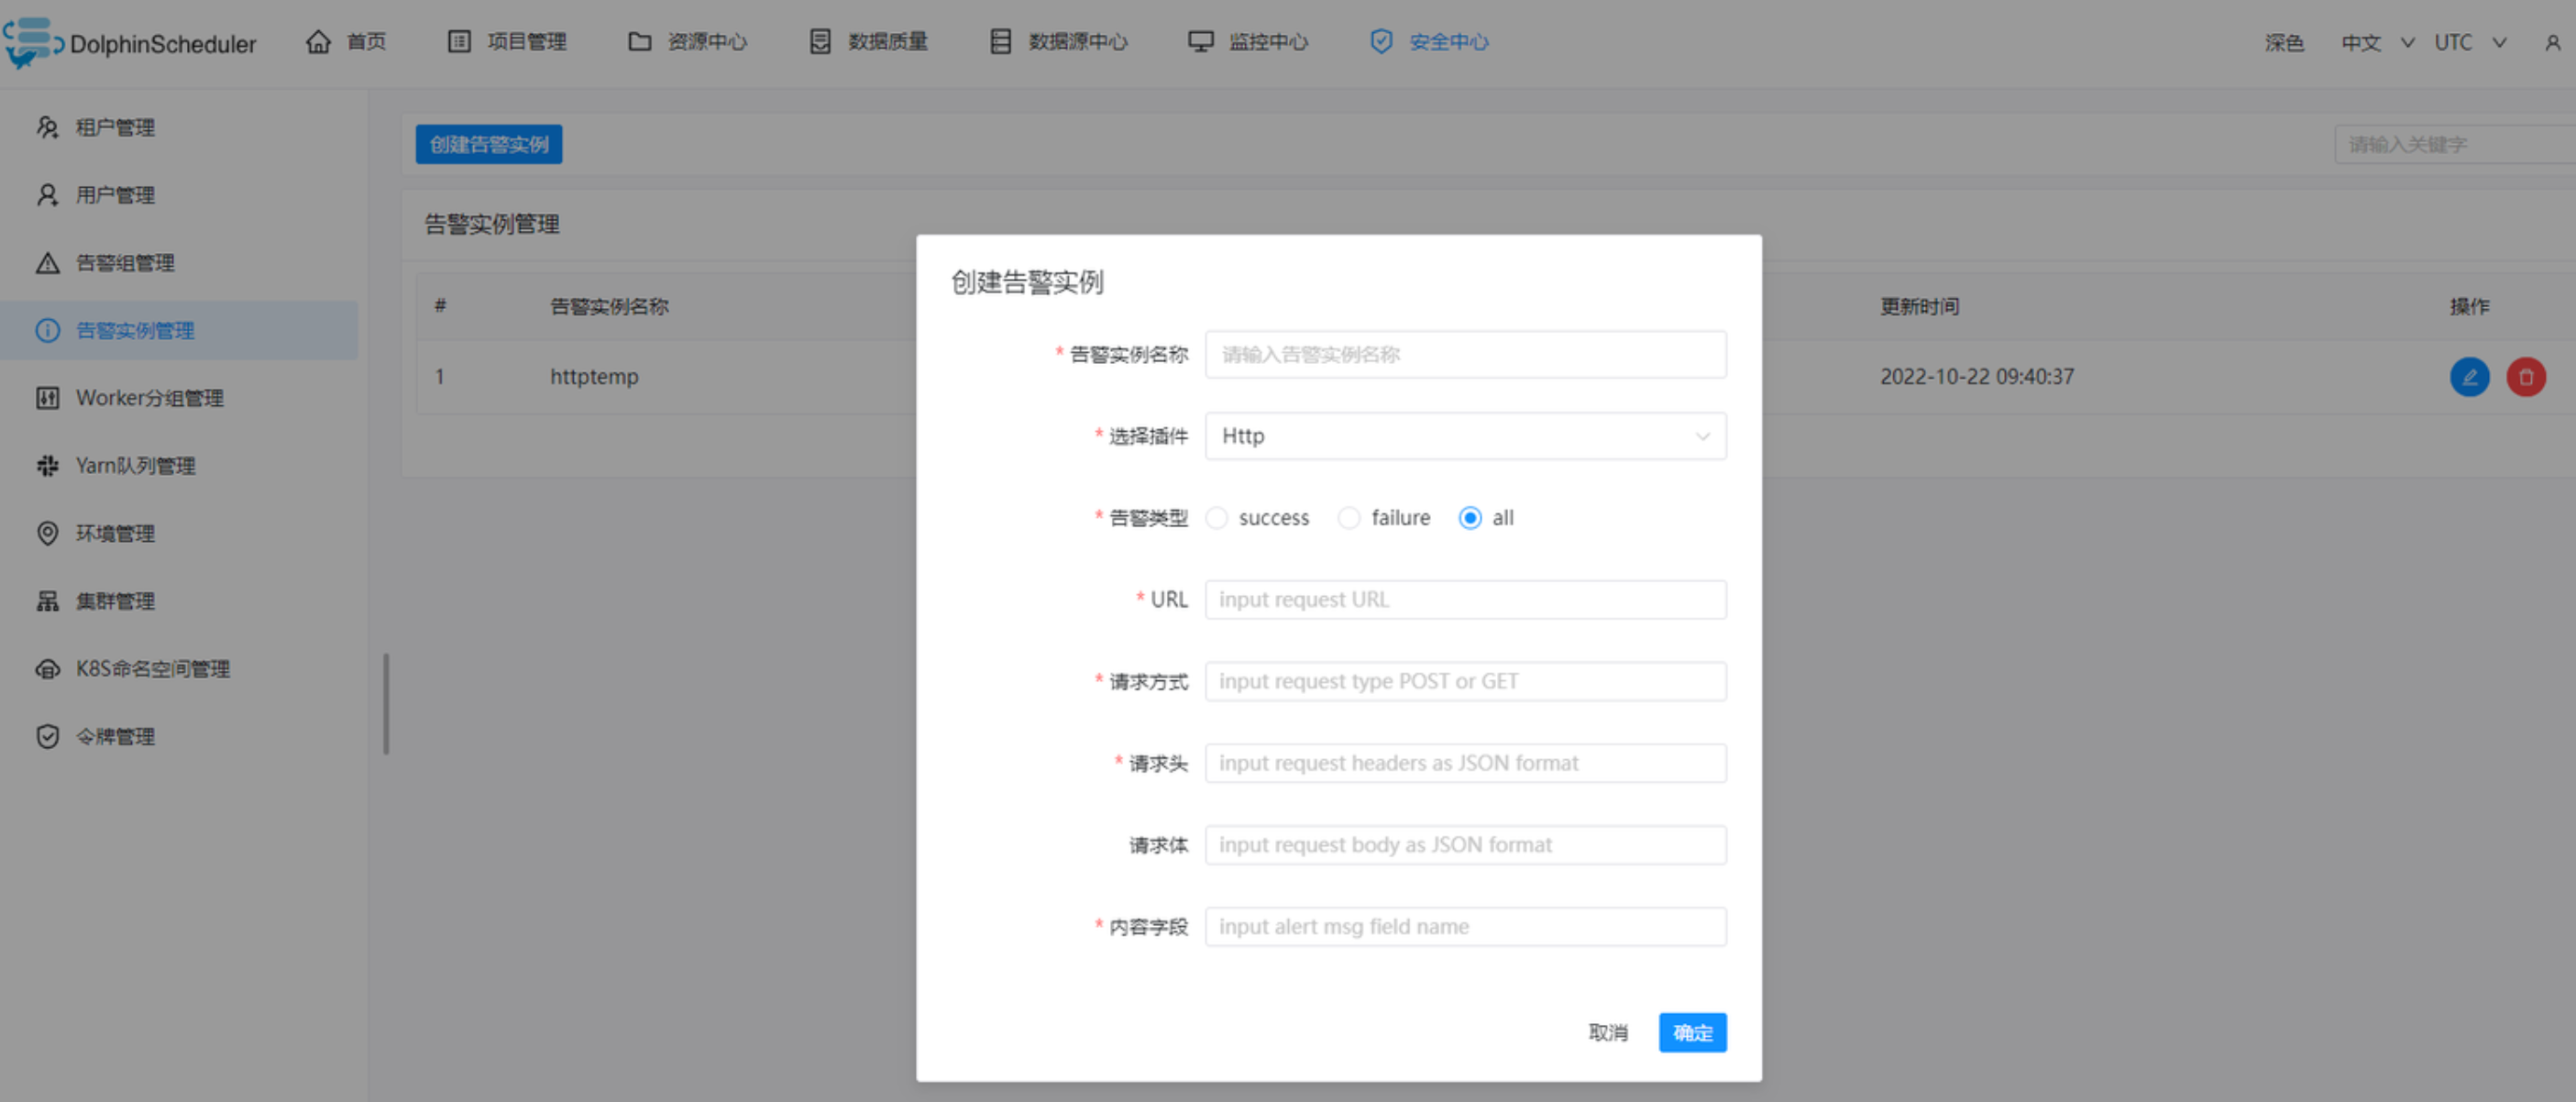 DolphinScheduler 首页 项目管理 资源中心 数据质量 数据源中心 监控中心 安全中心 深色 中文 UTC
租户管理
用户管理
告警组管理
告警实例管理
Worker分组管理
Yarn队列管理
环境管理
集群管理
K8S命名空间管理
令牌管理
创建告警实例 请输入关键字
告警实例管理
# 告警实例名称 更新时间 操作
1 httptemp 2022-10-22 09:40:37
创建告警实例
* 告警实例名称 请输入告警实例名称
* 选择插件 Http
* 告警类型 success failure all
* URL input request URL
* 请求方式 input request type POST or GET
* 请求头 input request headers as JSON format
请求体 input request body as JSON format
* 内容字段 input alert msg field name
取消 确定